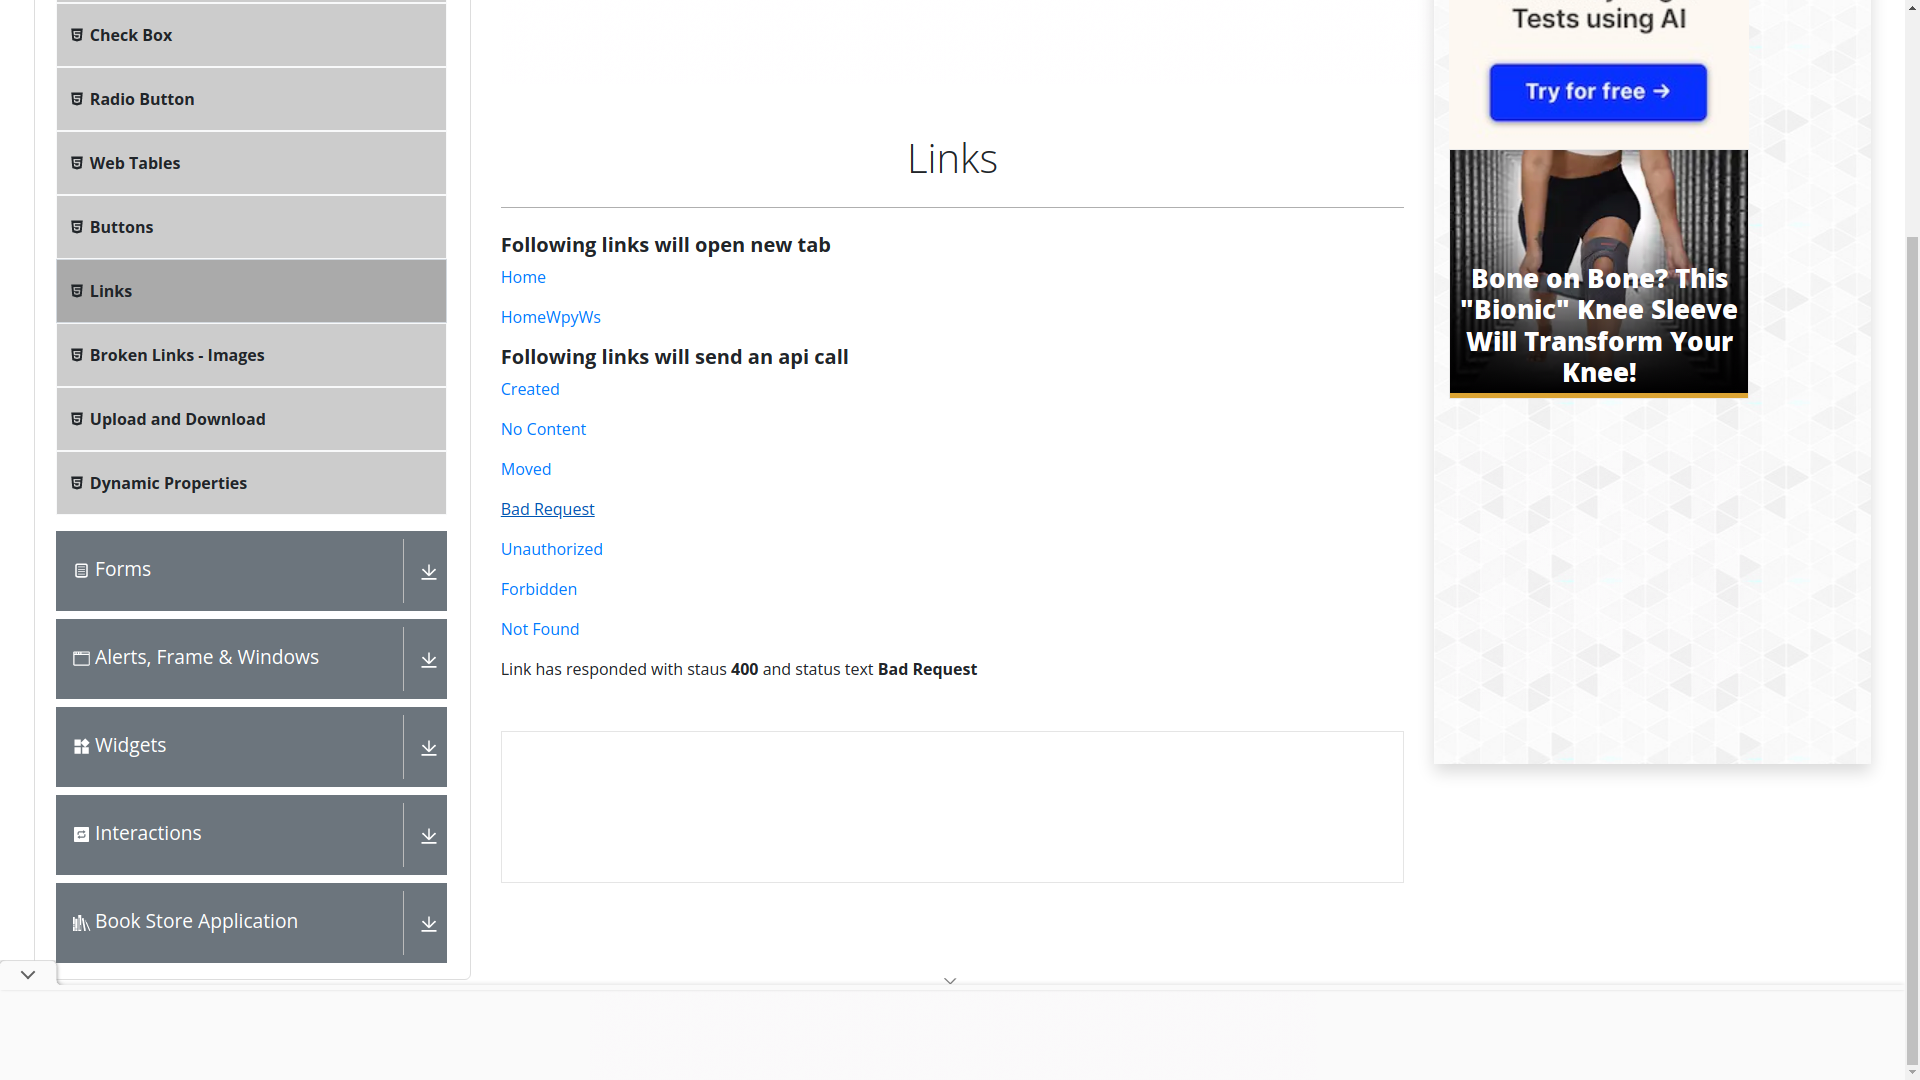 Check Box
Radio Button
Web Tables
Buttons
Links
Broken Links - Images
Upload and Download
Dynamic Properties
Forms
Alerts, Frame & Windows
Widgets
Interactions
Book Store Application
Links
Following links will open new tab
Home
HomeWpyWs
Following links will send an api call
Created
No Content
Moved
Bad Request
Unauthorized
Forbidden
Not Found
Link has responded with staus 400 and status text Bad Request
Tests using AI
Try for free →
Bone on Bone? This
"Bionic" Knee Sleeve
Will Transform Your
Knee!